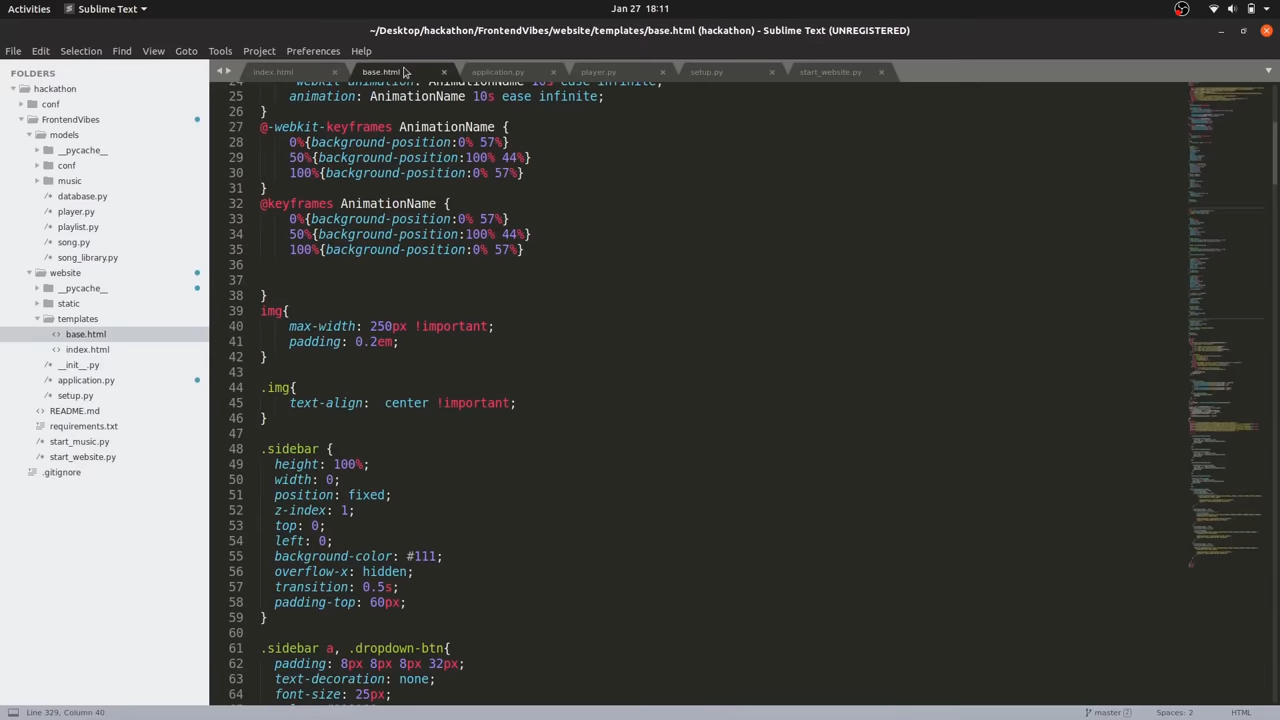 Activities
Sublime Text
Jan 27 18:11
~/Desktop/hackathon/FrontendVibes/website/templates/base.html (hackathon) - Sublime Text (UNREGISTERED)
File Edit Selection Find View Goto Tools Project Preferences Help
index.html
base.html
application.py
player.py
setup.py
start_website.py
FOLDERS
hackathon
conf
FrontendVibes
models
__pycache__
conf
music
database.py
player.py
playlist.py
song.py
song_library.py
website
__pycache__
static
templates
base.html
index.html
__init__.py
application.py
setup.py
README.md
requirements.txt
start_music.py
start_website.py
.gitignore
24 -webkit-animation: AnimationName 10s ease infinite;
25 animation: AnimationName 10s ease infinite;
26 }
27 @-webkit-keyframes AnimationName {
28 0%{background-position:0% 57%}
29 50%{background-position:100% 44%}
30 100%{background-position:0% 57%}
31 }
32 @keyframes AnimationName {
33 0%{background-position:0% 57%}
34 50%{background-position:100% 44%}
35 100%{background-position:0% 57%}
36
37
38 }
39 img{
40 max-width: 250px !important;
41 padding: 0.2em;
42 }
43
44 .img{
45 text-align:  center !important;
46 }
47
48 .sidebar {
49 height: 100%;
50 width: 0;
51 position: fixed;
52 z-index: 1;
53 top: 0;
54 left: 0;
55 background-color: #111;
56 overflow-x: hidden;
57 transition: 0.5s;
58 padding-top: 60px;
59 }
60
61 .sidebar a, .dropdown-btn{
62 padding: 8px 8px 8px 32px;
63 text-decoration: none;
64 font-size: 25px;
Line 329, Column 40
master 2
Spaces: 2
HTML